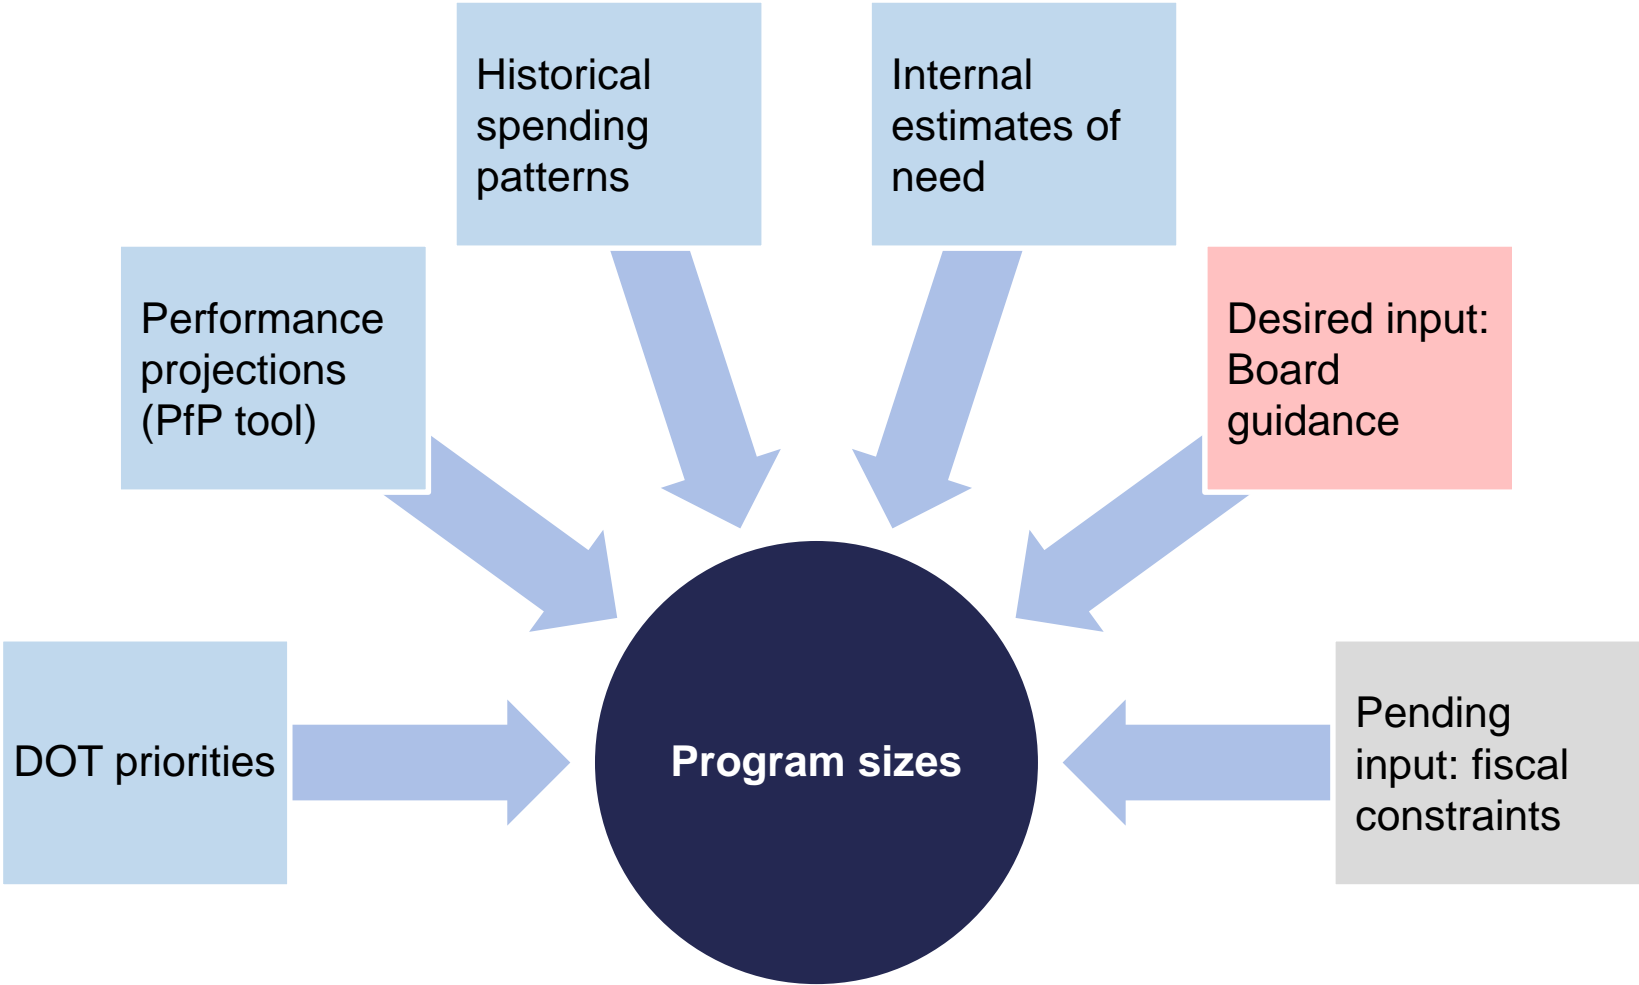 Historical
spending
patterns
Internal
estimates of
need
Performance
projections
(PfP tool)
Desired input:
Board
guidance
DOT priorities
Program sizes
Pending
input: fiscal
constraints